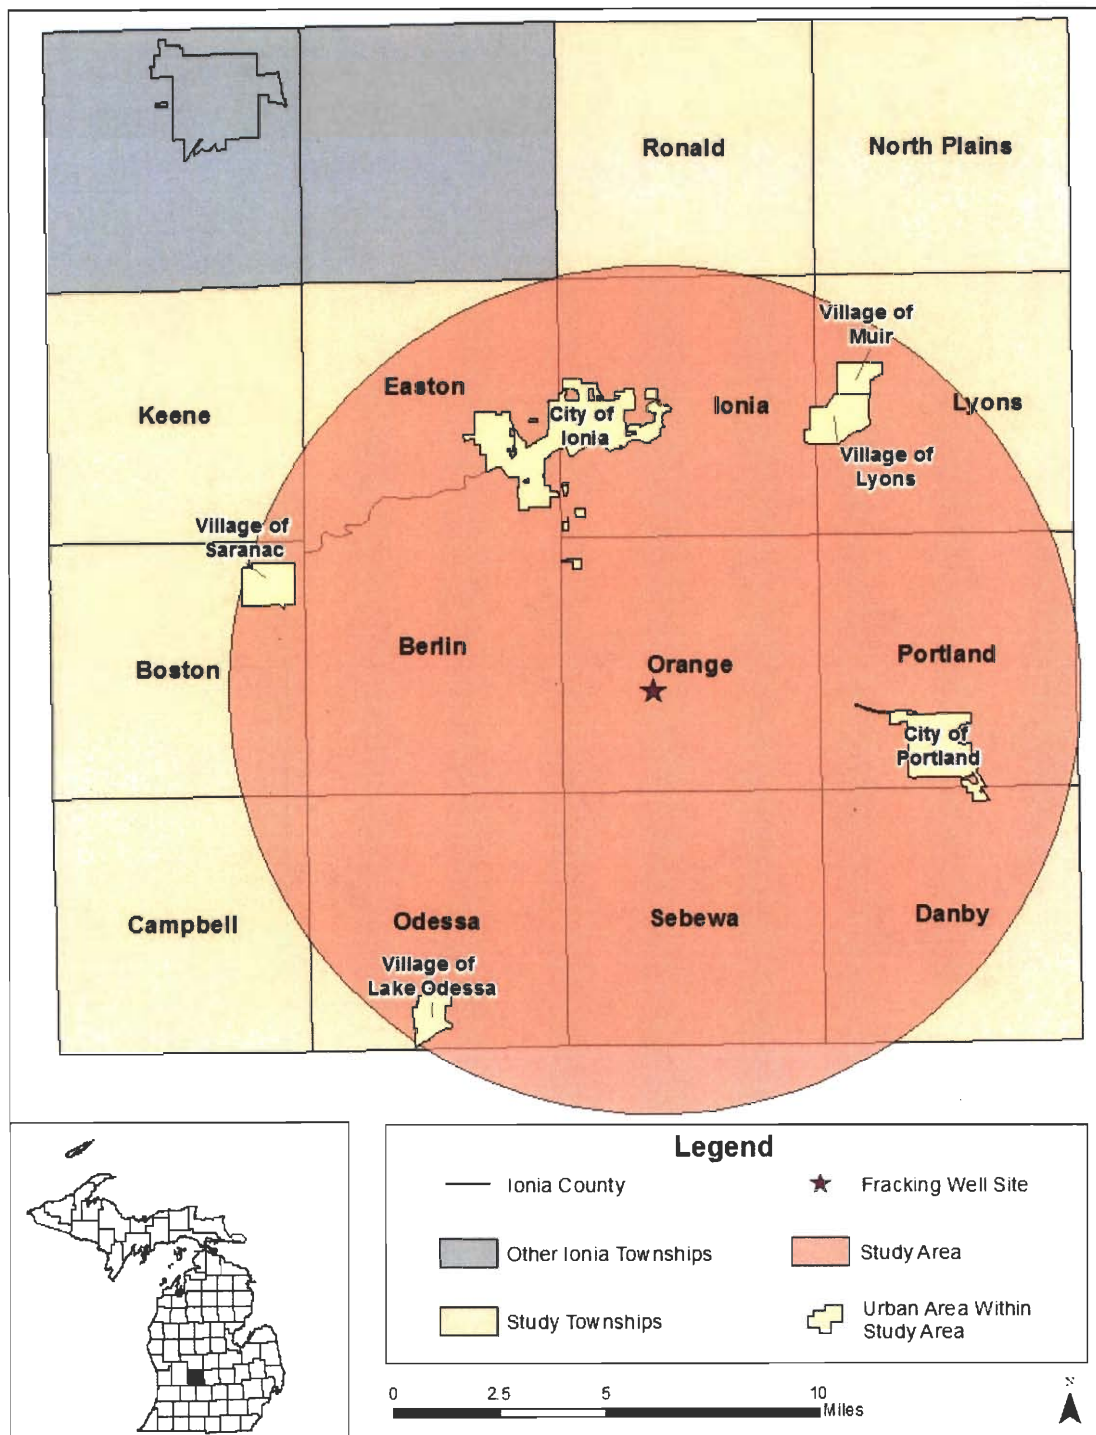 Ronald
North Plains
Village of
Muir
Easton
Keene
City of
Ionia
Ionia
Lyons
Village of
Lyons
Village of
Saranac
Berlin
Boston
Orange
Portland
City of
Portland
Campbell
Odessa
Sebewa
Danby
Village of
Lake Odessa
Legend
Ionia County
Fracking Well Site
Other Ionia Townships
Study Area
Study Townships
Urban Area Within
Study Area
0 2.5 5 10
Miles
N